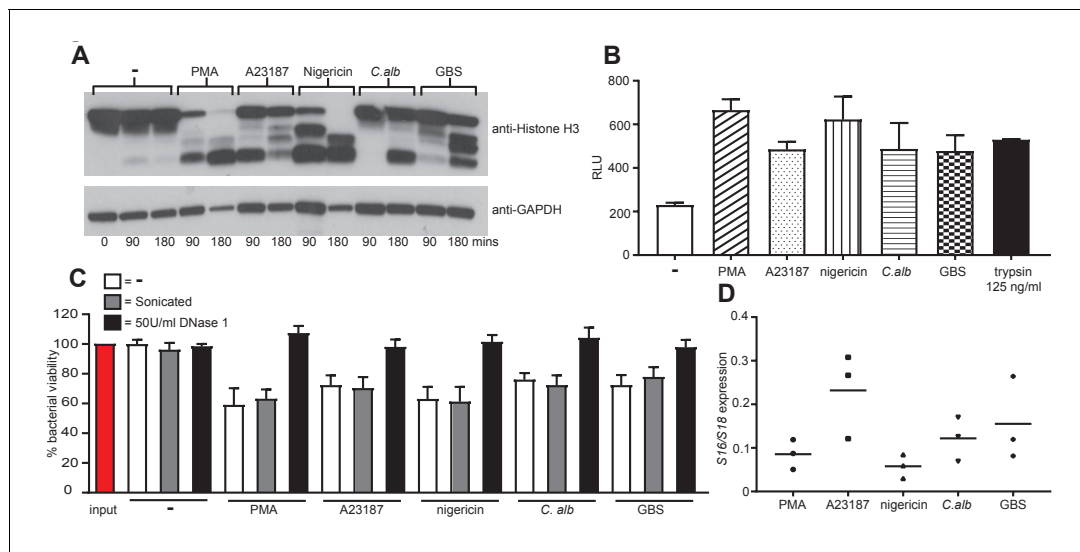 A
- PMA A23187 Nigericin C.alb GBS
anti-Histone H3
anti-GAPDH
0 90 180 90 180 90 180 90 180 90 180 90 180 mins
B
800
600
400
200
0
RLU
- PMA A23187 nigericin C.alb GBS trypsin
125 ng/ml
C
= -
= Sonicated
= 50U/ml DNase 1
120
100
80
60
40
20
0
% bacterial viability
input - PMA A23187 nigericin C. alb GBS
D
0.4
0.3
0.2
0.1
0.0
S16/S18 expression
PMA A23187 nigericin C.alb GBS